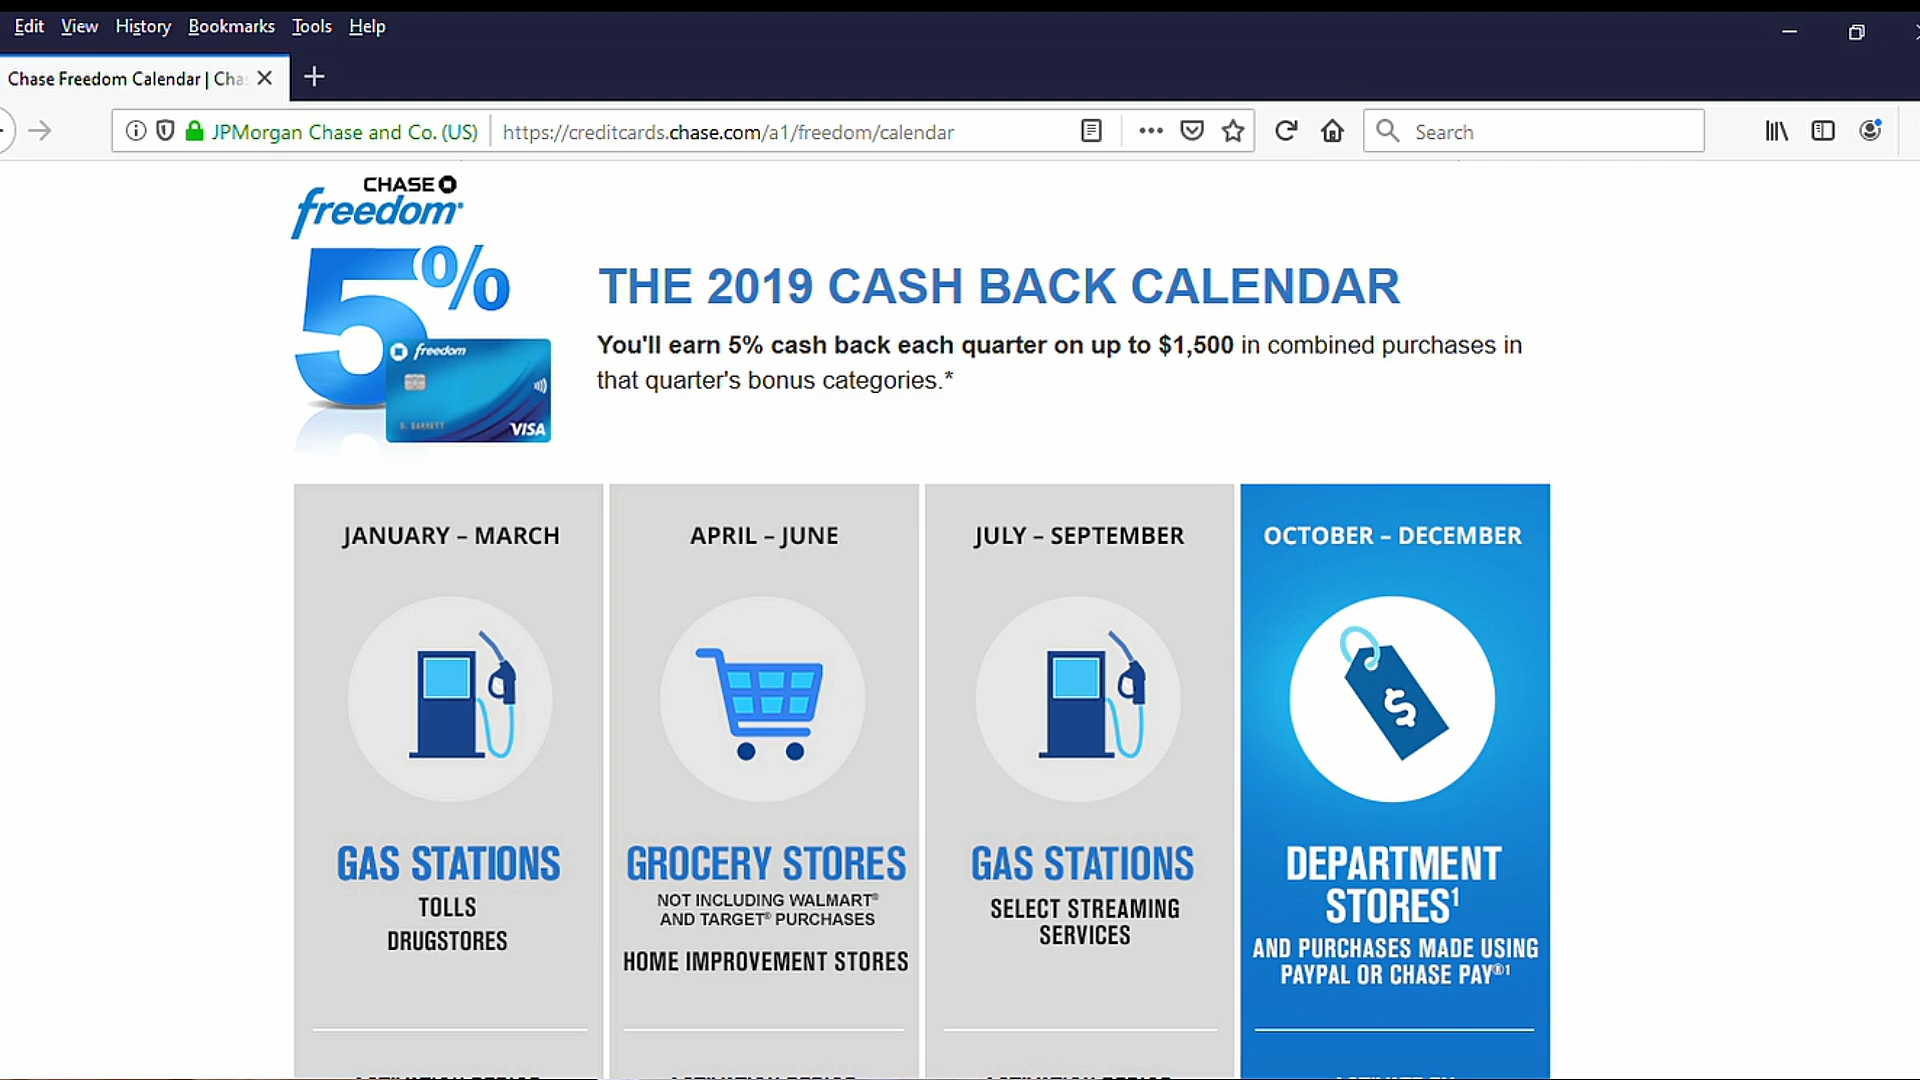 Edit View History Bookmarks Tools Help
Chase Freedom Calendar | Cha
JPMorgan Chase and Co. (US) https://creditcards.chase.com/a1/freedom/calendar Search
CHASE
freedom®
5%
freedom
VISA
THE 2019 CASH BACK CALENDAR
You'll earn 5% cash back each quarter on up to $1,500 in combined purchases in
that quarter's bonus categories.*
JANUARY – MARCH
GAS STATIONS
TOLLS
DRUGSTORES
APRIL – JUNE
GROCERY STORES
NOT INCLUDING WALMART®
AND TARGET® PURCHASES
HOME IMPROVEMENT STORES
JULY – SEPTEMBER
GAS STATIONS
SELECT STREAMING
SERVICES
OCTOBER – DECEMBER
$
DEPARTMENT
STORES¹
AND PURCHASES MADE USING
PAYPAL OR CHASE PAY®¹